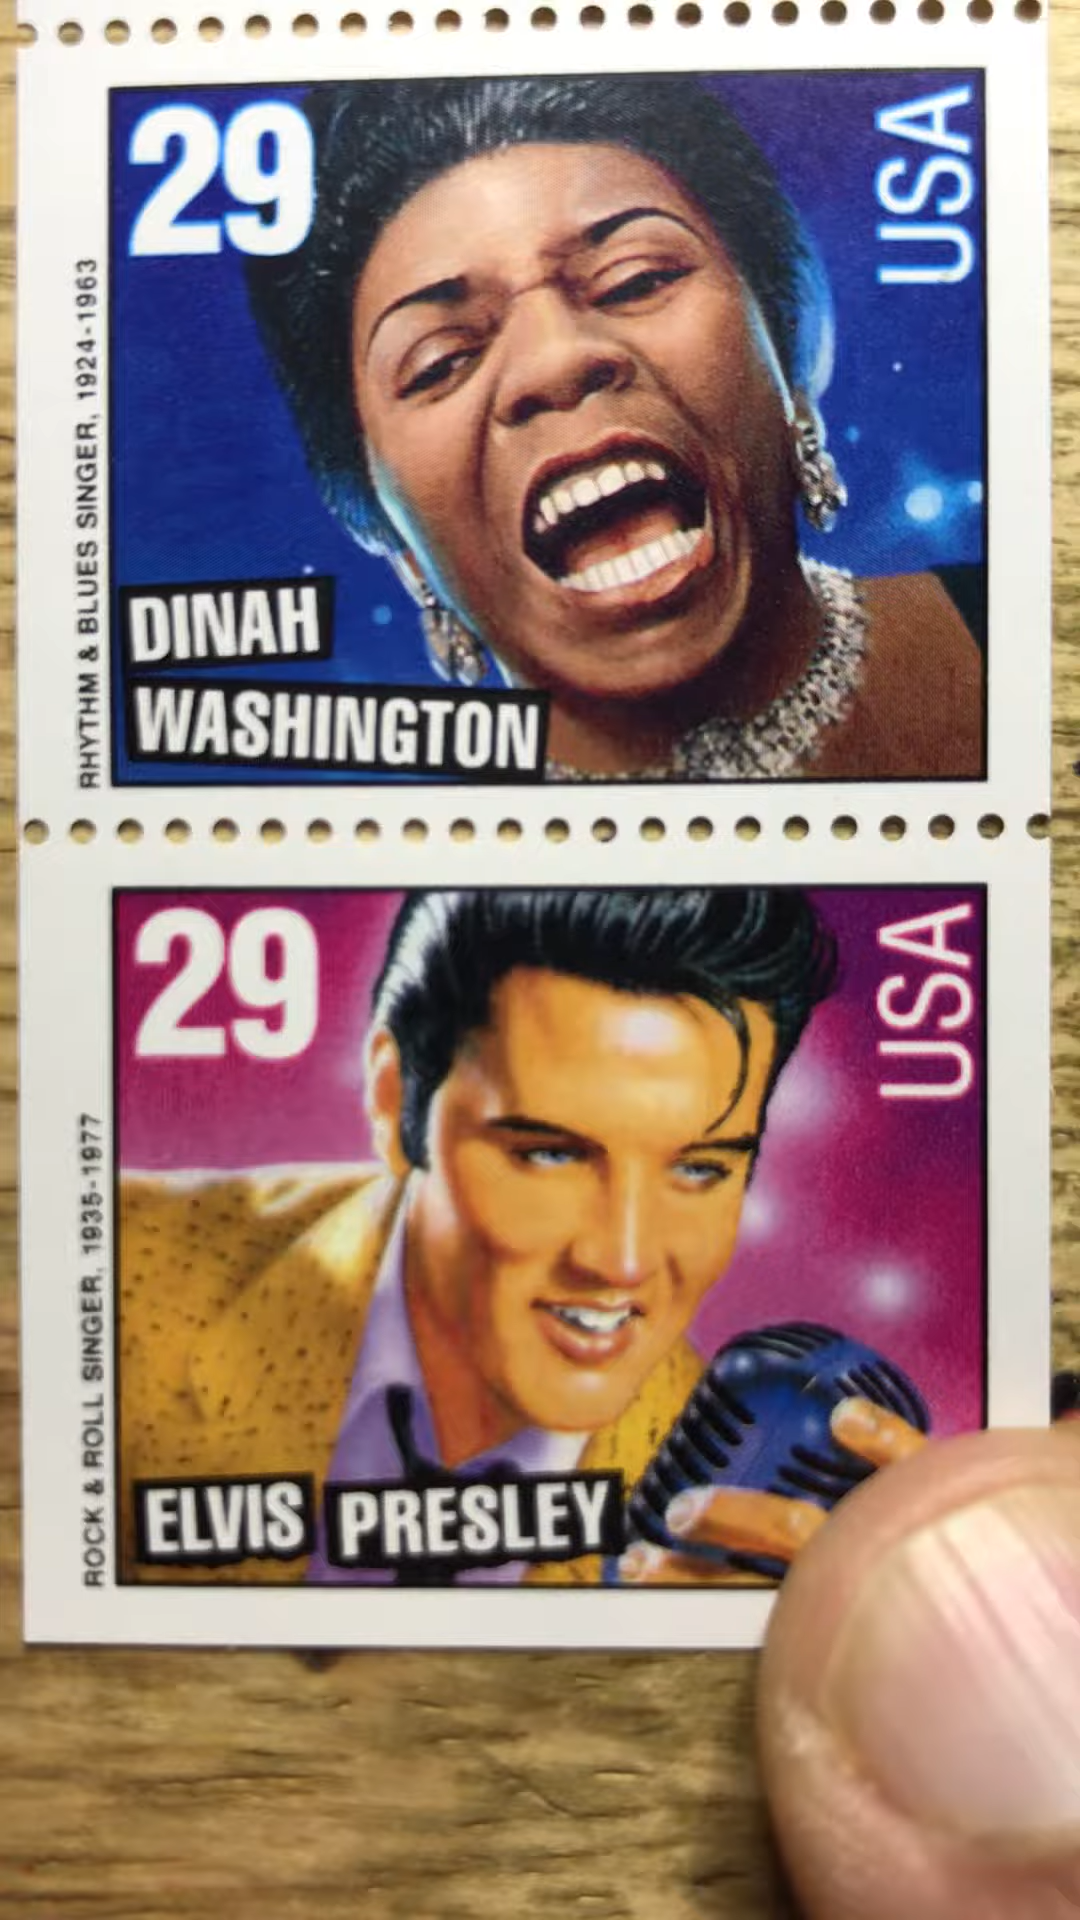 29
USA
RHYTHM & BLUES SINGER, 1924-1963
DINAH
WASHINGTON
29
USA
ROCK & ROLL SINGER, 1935-1977
ELVIS PRESLEY